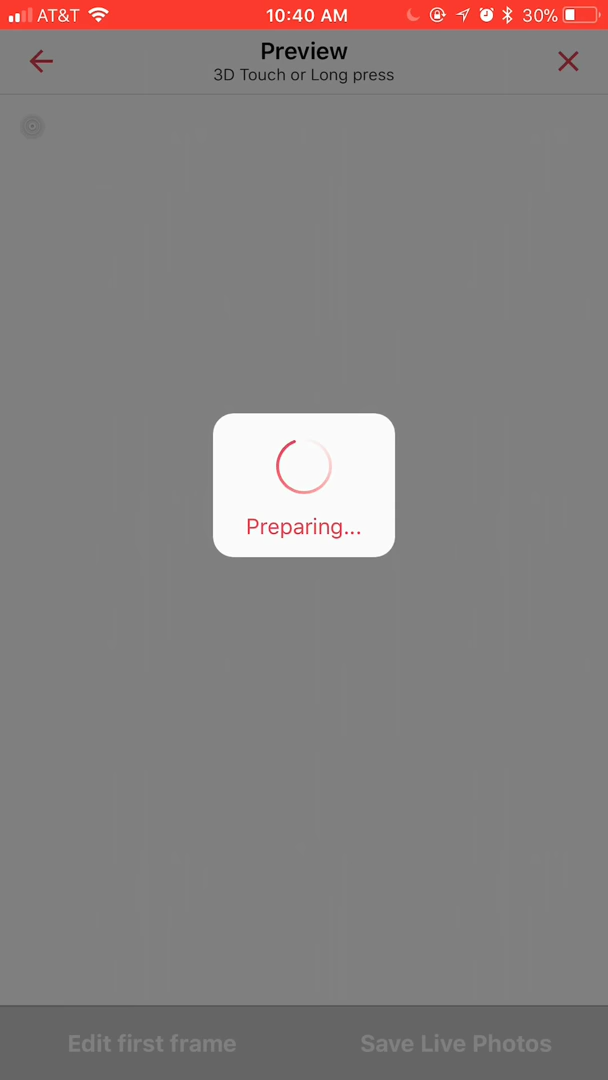 AT&T 10:40 AM 30%
Preview
3D Touch or Long press
Preparing...
Edit first frame Save Live Photos